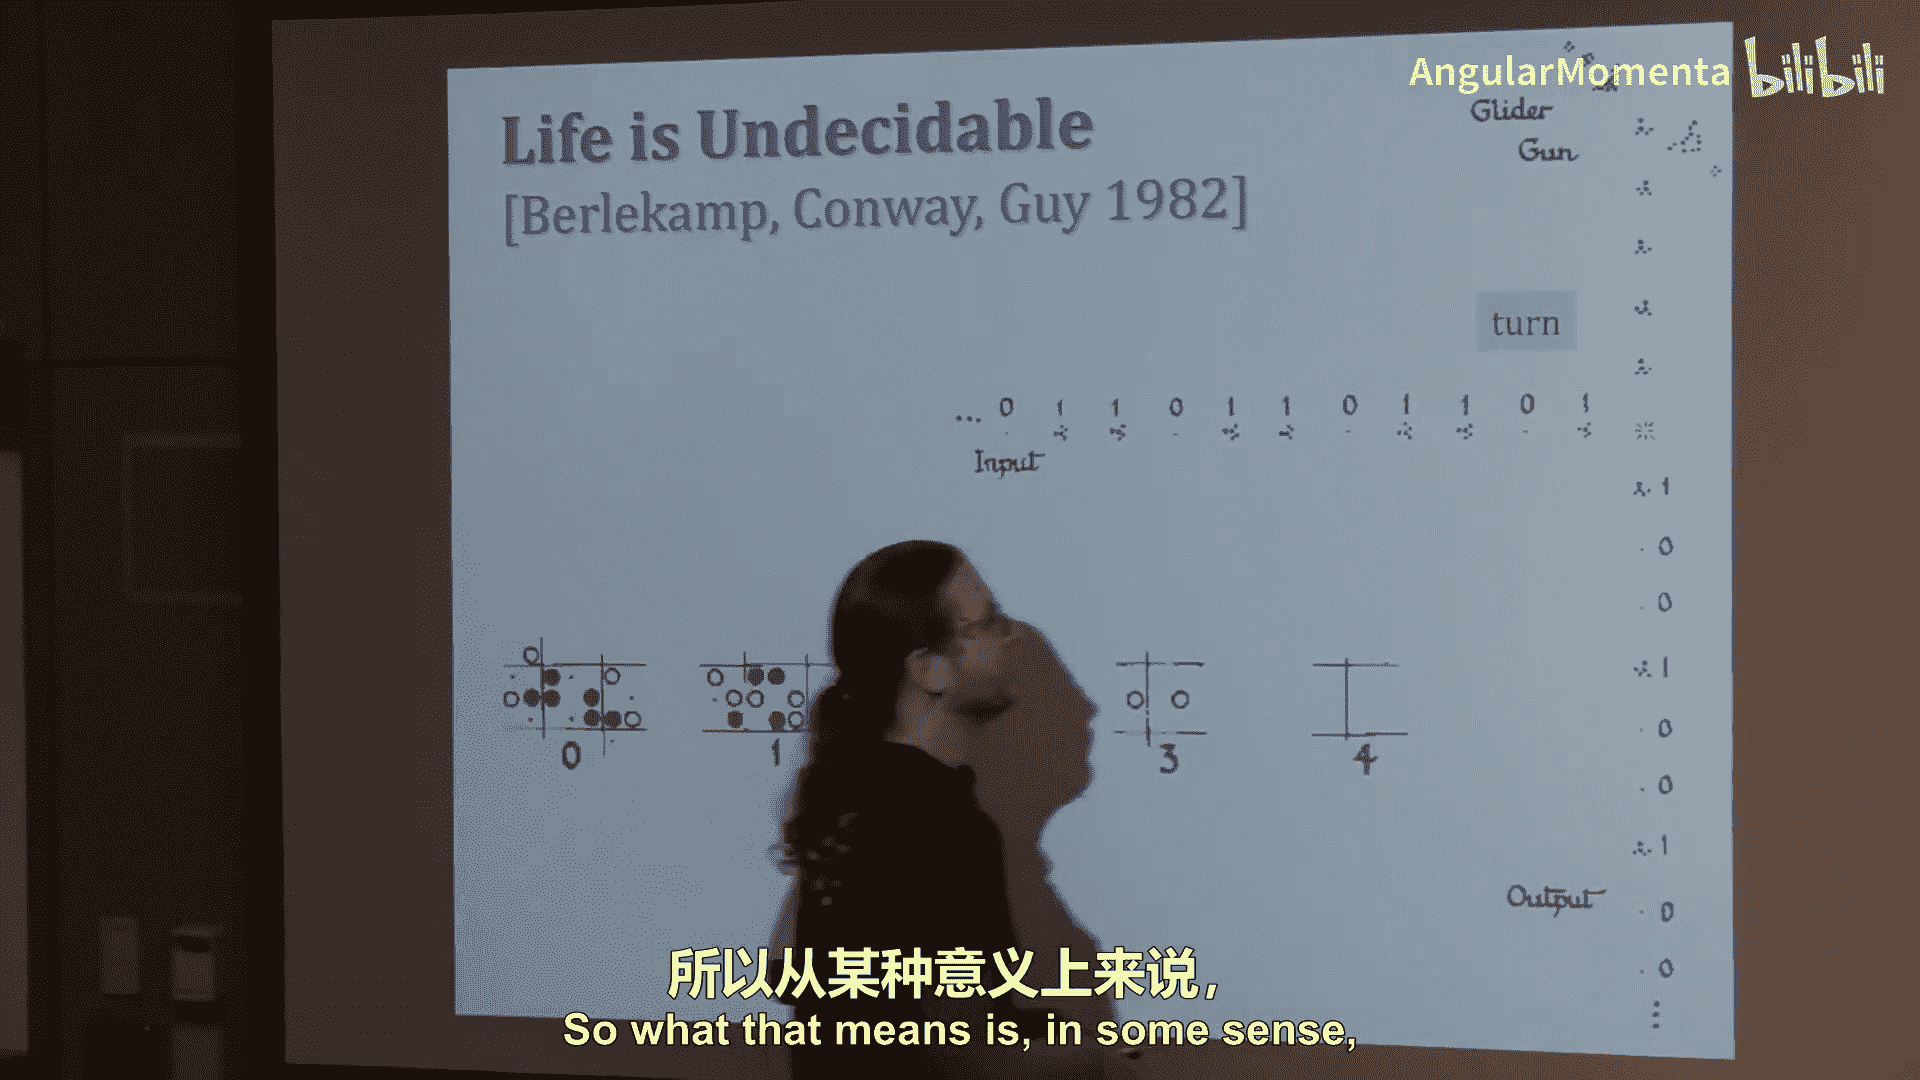 AngularMomenta bilibili
Life is Undecidable
[Berlekamp, Conway, Guy 1982]
Glider
Gun
turn
... 0 1 1 0 1 1 0 1 1 0 1
Input
1
0
0
1
0
0
1
Output 0
0
0 1 3 4
所以从某种意义上来说,
So what that means is, in some sense,